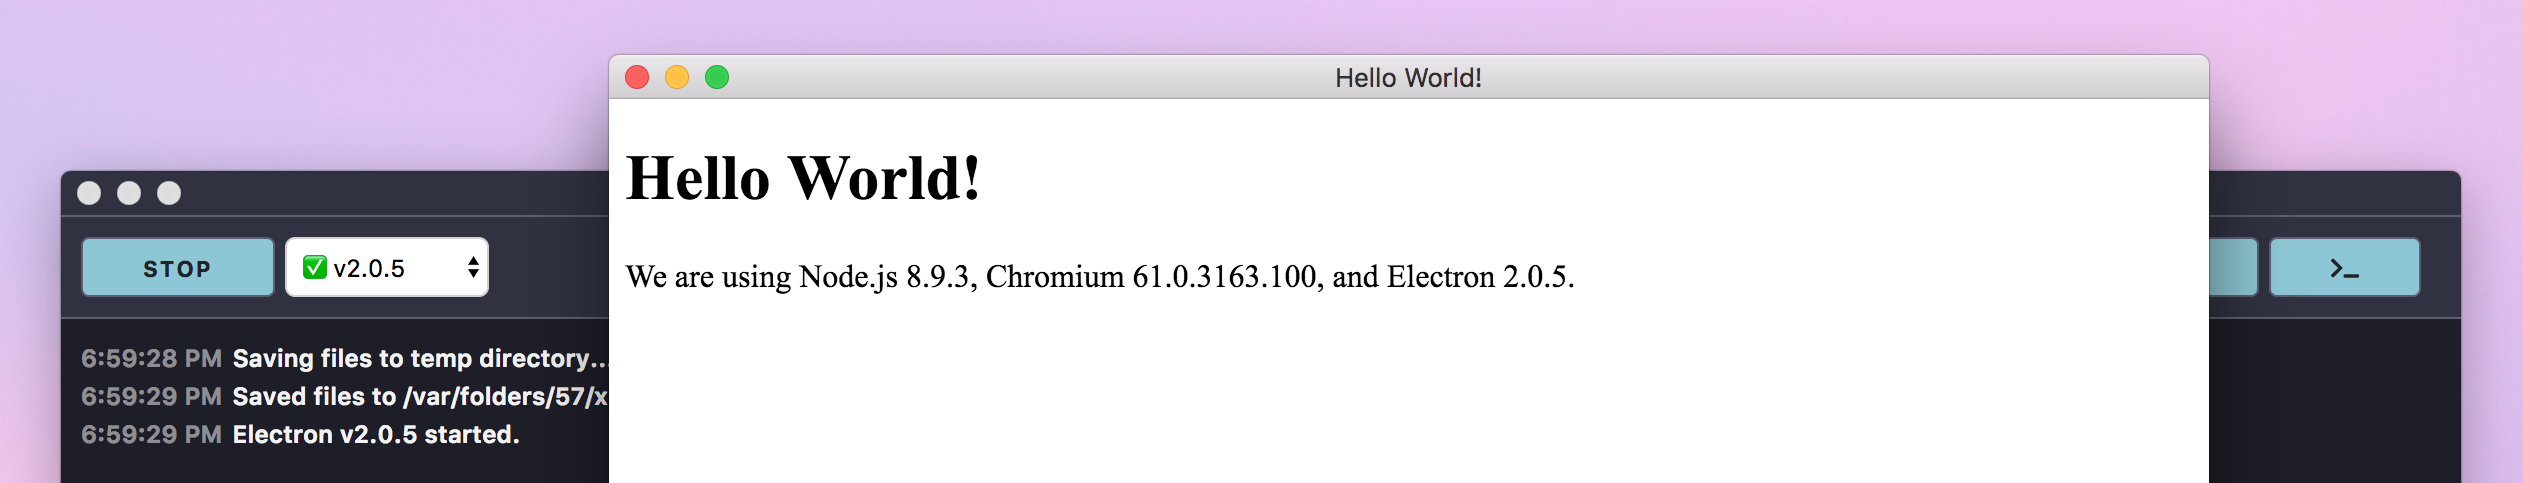 Hello World!
Hello World!
We are using Node.js 8.9.3, Chromium 61.0.3163.100, and Electron 2.0.5.
STOP
✅ v2.0.5
>_
6:59:28 PM Saving files to temp directory...
6:59:29 PM Saved files to /var/folders/57/x
6:59:29 PM Electron v2.0.5 started.